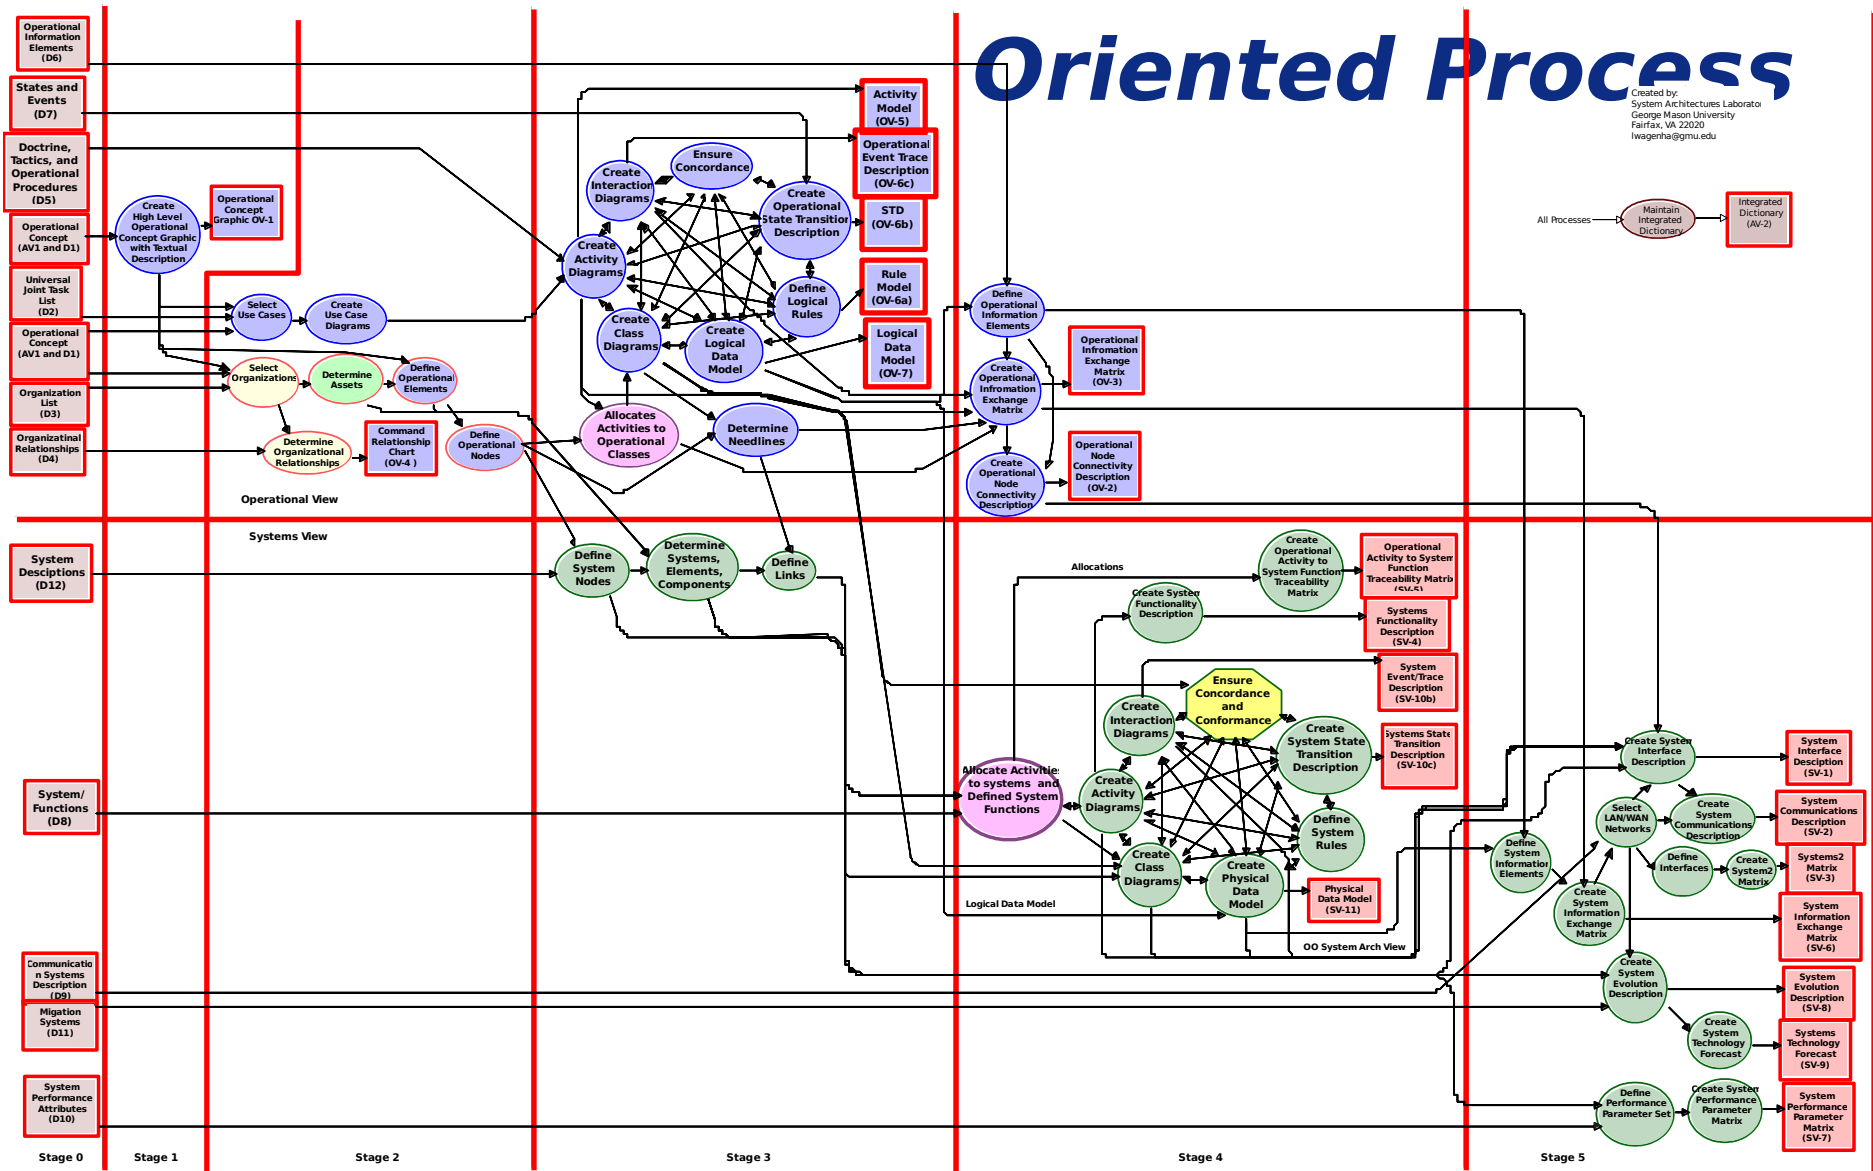 Oriented Process
Created by:
System Architectures Laborator
George Mason University
Fairfax, VA 22020
lwagenha@gmu.edu
All Processes
Maintain
Integrated
Dictionary
Integrated
Dictionary
(AV-2)
Operational
Information
Elements
(D6)
States and
Events
(D7)
Doctrine,
Tactics, and
Operational
Procedures
(D5)
Operational
Concept
(AV1 and D1)
Universal
Joint Task
List
(D2)
Operational
Concept
(AV1 and D1)
Organization
List
(D3)
Organizatinal
Relationships
(D4)
Create
High Level
Operational
Concept Graphic
with Textual
Description
Operational
Concept
Graphic OV-1
Select
Use Cases
Create
Use Case
Diagrams
Select
Organizations
Determine
Assets
Define
Operational
Elements
Determine
Organizational
Relationships
Command
Relationship
Chart
(OV-4 )
Define
Operational
Nodes
Operational View
Ensure
Concordance
Create
Interaction
Diagrams
Create
Operational
State Transition
Description
Create
Activity
Diagrams
Define
Logical
Rules
Create
Class
Diagrams
Create
Logical
Data
Model
Allocates
Activities to
Operational
Classes
Determine
Needlines
Activity
Model
(OV-5)
Operational
Event Trace
Description
(OV-6c)
STD
(OV-6b)
Rule
Model
(OV-6a)
Logical
Data
Model
(OV-7)
Define
Operational
Information
Elements
Create
Operational
Infromation
Exchange
Matrix
Create
Operational
Node
Connectivity
Description
Operational
Infromation
Exchange
Matrix
(OV-3)
Operational
Node
Connectivity
Description
(OV-2)
Systems View
System
Desciptions
(D12)
Define
System
Nodes
Determine
Systems,
Elements,
Components
Define
Links
Allocations
Create
Operational
Activity to
System Function
Traceability
Matrix
Operational
Activity to System
Function
Traceability Matrix
(SV-5)
Create System
Functionality
Description
Systems
Functionality
Description
(SV-4)
System
Event/Trace
Description
(SV-10b)
Ensure
Concordance
and
Conformance
Create
Interaction
Diagrams
Create
System State
Transition
Description
Systems State
Transition
Description
(SV-10c)
Allocate Activities
to systems and
Defined System
Functions
Create
Activity
Diagrams
Define
System
Rules
Create
Class
Diagrams
Create
Physical
Data
Model
Physical
Data Model
(SV-11)
Logical Data Model
OO System Arch View
System/
Functions
(D8)
Communicatio
n Systems
Description
(D9)
Migation
Systems
(D11)
System
Performance
Attributes
(D10)
Create System
Interface
Description
System
Interface
Desciption
(SV-1)
Select
LAN/WAN
Networks
Create
System
Communications
Description
System
Communications
Description
(SV-2)
Define
System
Information
Elements
Define
Interfaces
Create
System2
Matrix
Systems2
Matrix
(SV-3)
Create
System
Information
Exchange
Matrix
System
Information
Exchange
Matrix
(SV-6)
Create
System
Evolution
Description
System
Evolution
Description
(SV-8)
Create
System
Technology
Forecast
Systems
Technology
Forecast
(SV-9)
Define
Performance
Parameter Set
Create System
Performance
Parameter
Matrix
System
Performance
Parameter
Matrix
(SV-7)
Stage 0
Stage 1
Stage 2
Stage 3
Stage 4
Stage 5